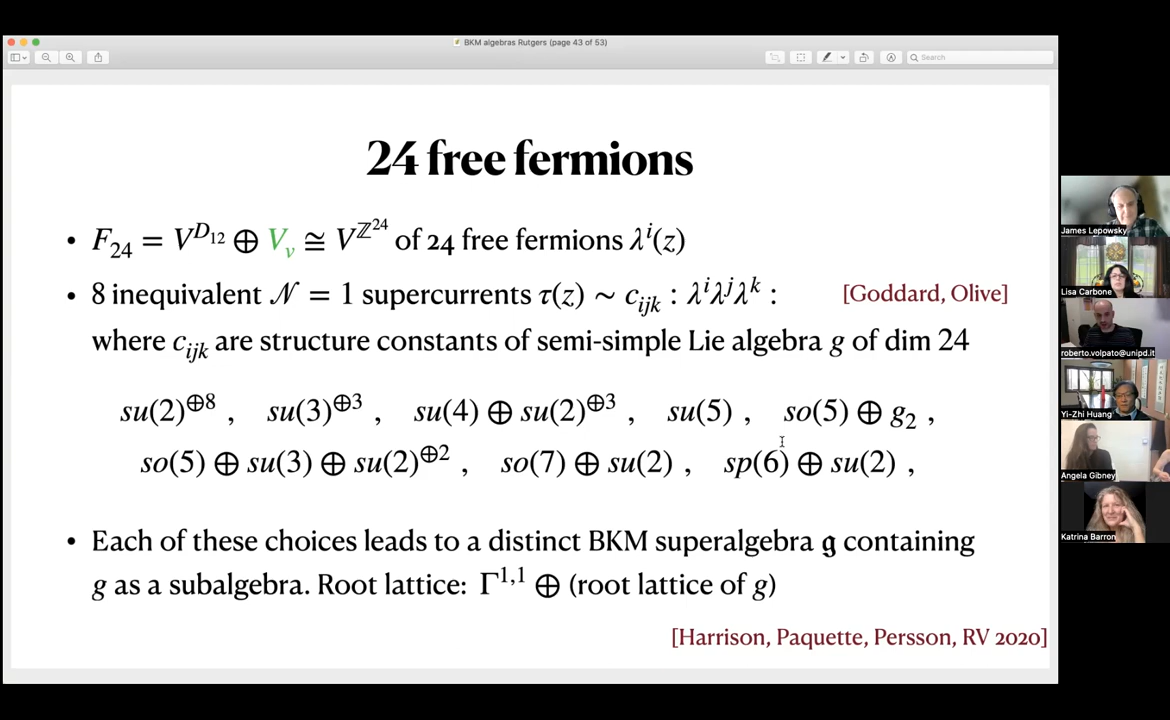 BKM algebras Rutgers (page 43 of 53)
Search
24 free fermions
• F₂₄ = V^{D₁₂} ⊕ V_v ≅ V^{ℤ²⁴} of 24 free fermions λⁱ(z)
• 8 inequivalent 𝒩 = 1 supercurrents τ(z) ∼ c_{ijk} : λⁱλʲλᵏ : [Goddard, Olive]
where c_{ijk} are structure constants of semi-simple Lie algebra g of dim 24
su(2)^{⊕8} , su(3)^{⊕3} , su(4) ⊕ su(2)^{⊕3} , su(5) , so(5) ⊕ g₂ ,
so(5) ⊕ su(3) ⊕ su(2)^{⊕2} , so(7) ⊕ su(2) , sp(6) ⊕ su(2) ,
• Each of these choices leads to a distinct BKM superalgebra 𝔤 containing
g as a subalgebra. Root lattice: Γ^{1,1} ⊕ (root lattice of g)
[Harrison, Paquette, Persson, RV 2020]
James Lepowsky
Lisa Carbone
roberto.volpato@unipd.it
Yi-Zhi Huang
Angela Gibney
Katrina Barron